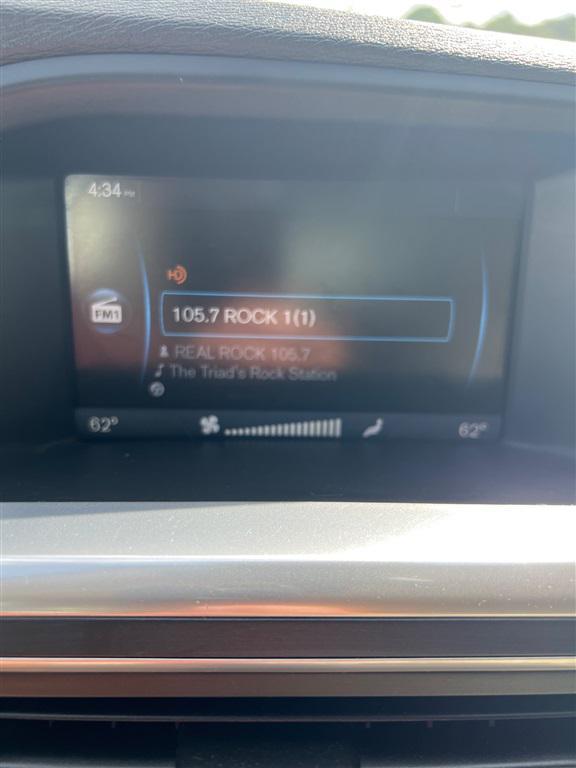 4:34 PM
HD
FM1
105.7 ROCK 1(1)
REAL ROCK 105.7
The Triad's Rock Station
62° 62°